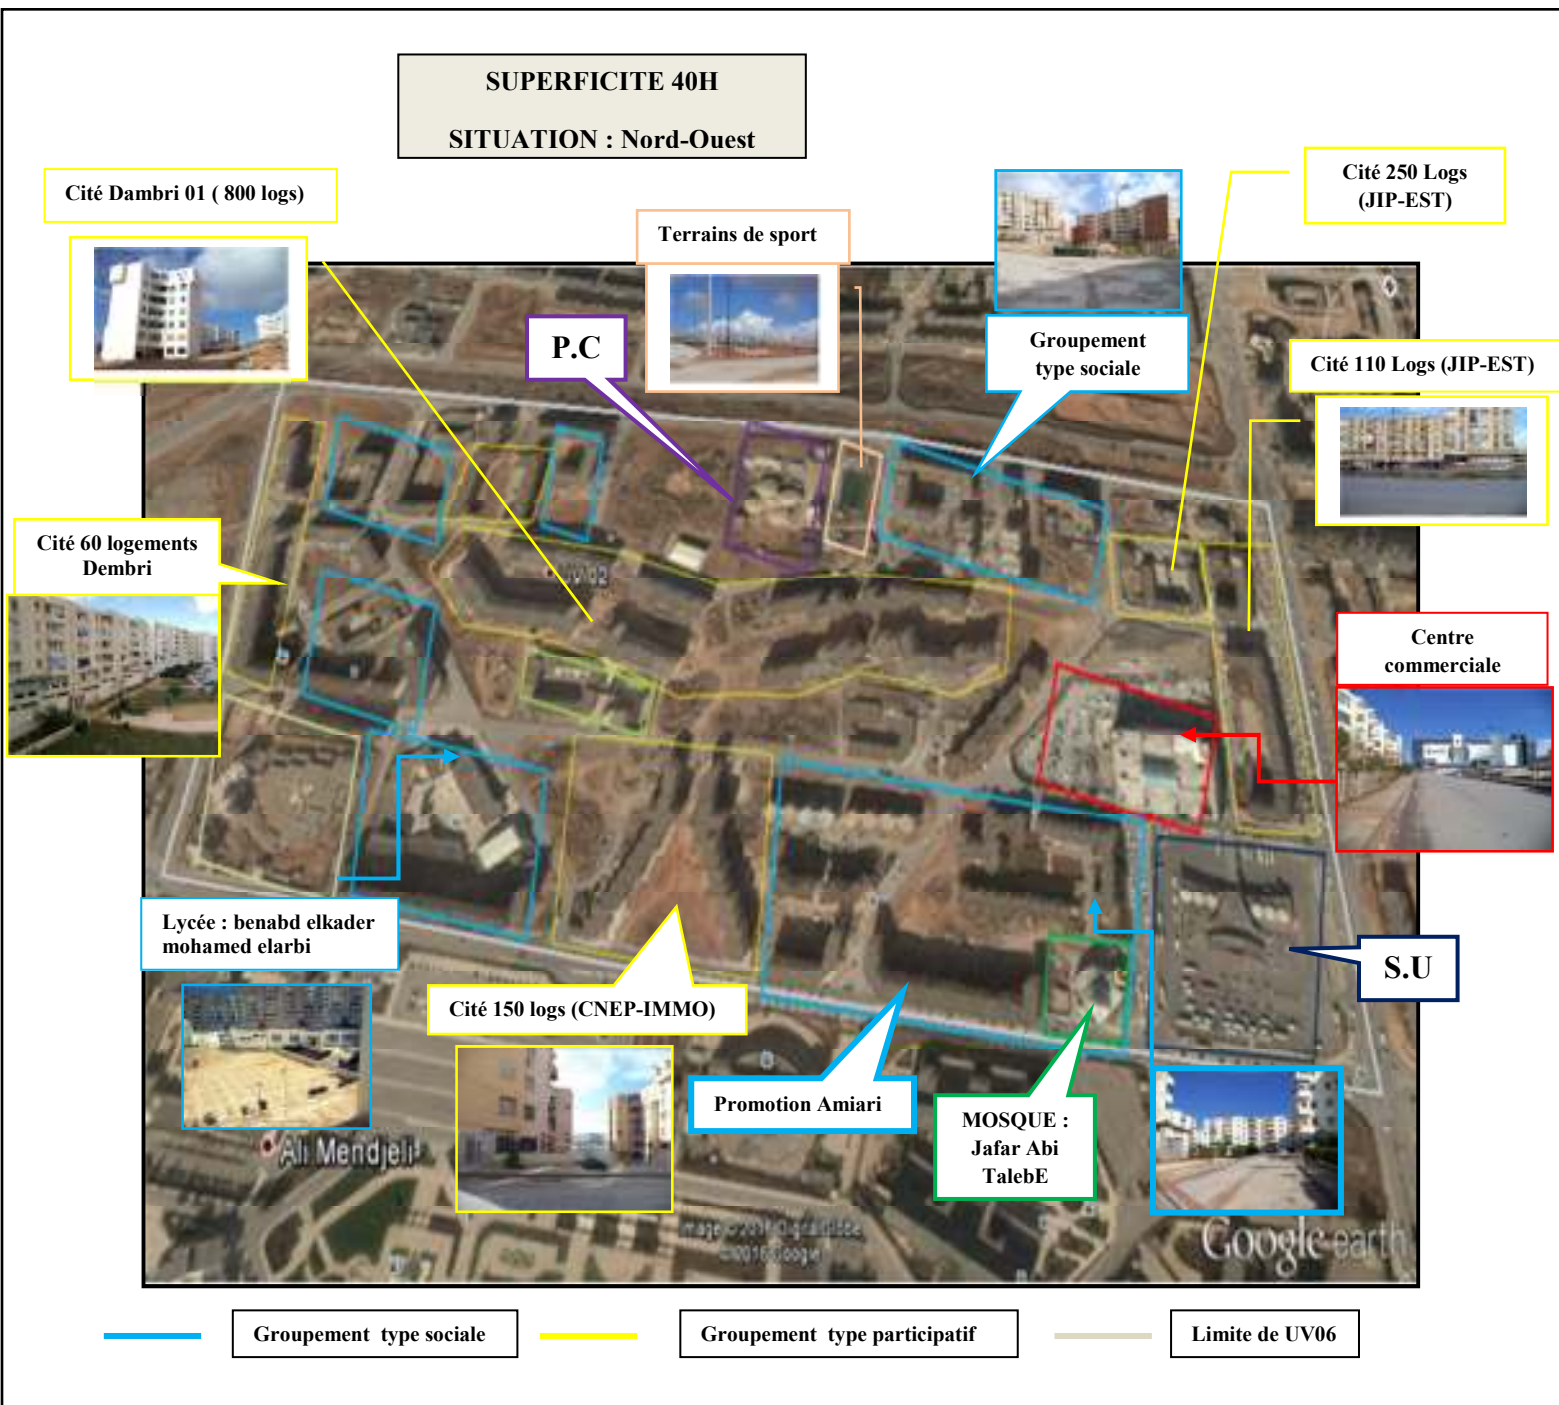 SUPERFICITE 40H
SITUATION : Nord-Ouest
Cité Dambri 01 ( 800 logs)
Terrains de sport
Cité 250 Logs
(JIP-EST)
P.C
Groupement
type sociale
Cité 110 Logs (JIP-EST)
Cité 60 logements
Dembri
Centre
commerciale
Lycée : benabd elkader
mohamed elarbi
S.U
Cité 150 logs (CNEP-IMMO)
Promotion Amiari
MOSQUE :
Jafar Abi
TalebE
Ali Mendjeli
Google earth
Groupement type sociale
Groupement type participatif
Limite de UV06